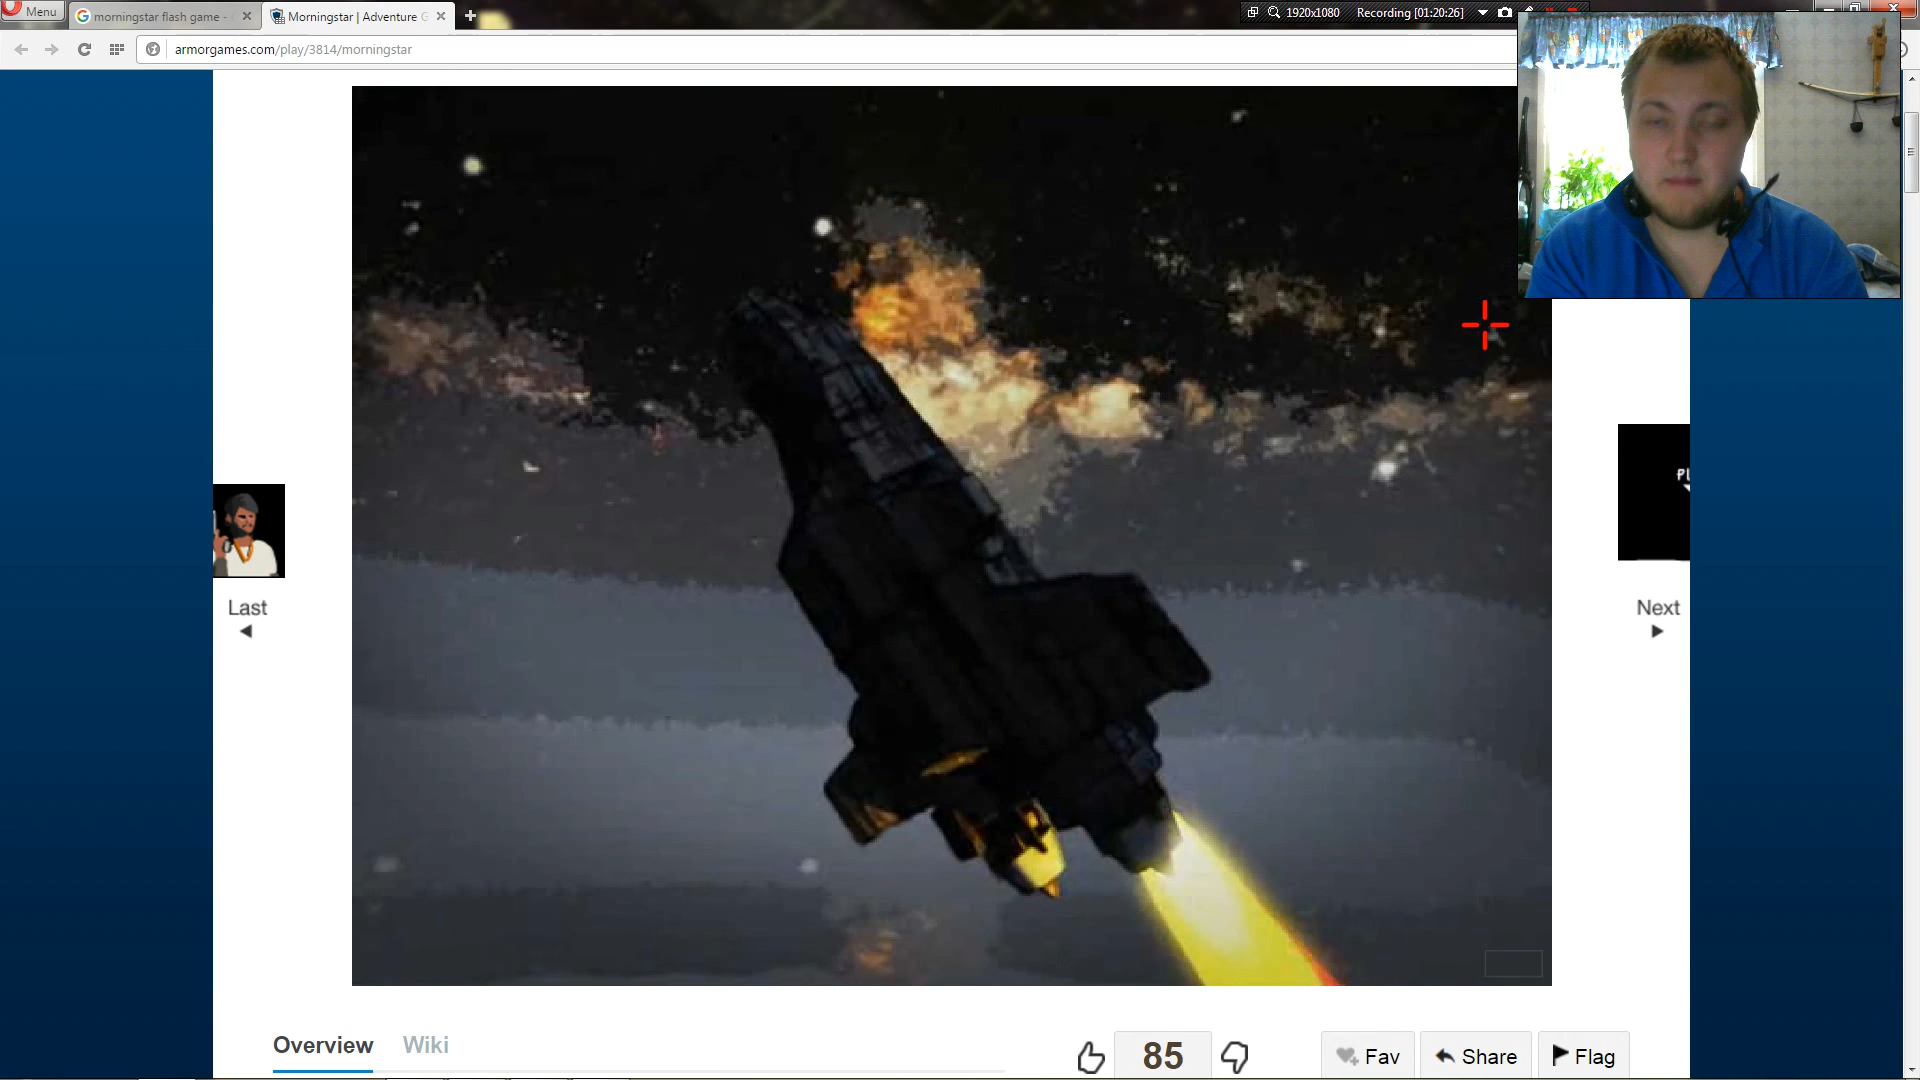 Menu
morningstar flash game -
Morningstar | Adventure G
1920x1080
Recording [01:20:26]
armorgames.com/play/3814/morningstar
Last
Next
Overview
Wiki
85
Fav
Share
Flag